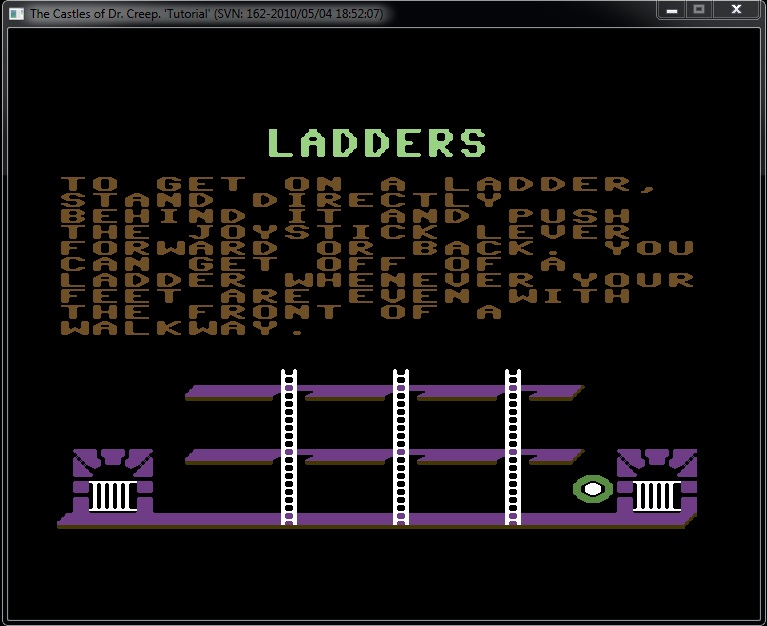 The Castles of Dr. Creep. 'Tutorial' (SVN: 162-2010/05/04 18:52:07)
LADDERS
TO GET ON A LADDER,
STAND DIRECTLY
BEHIND IT AND PUSH
THE JOYSTICK LEVER
FORWARD OR BACK. YOU
CAN GET OFF OF A
LADDER WHENEVER YOUR
FEET ARE EVEN WITH
THE FRONT OF A
WALKWAY.